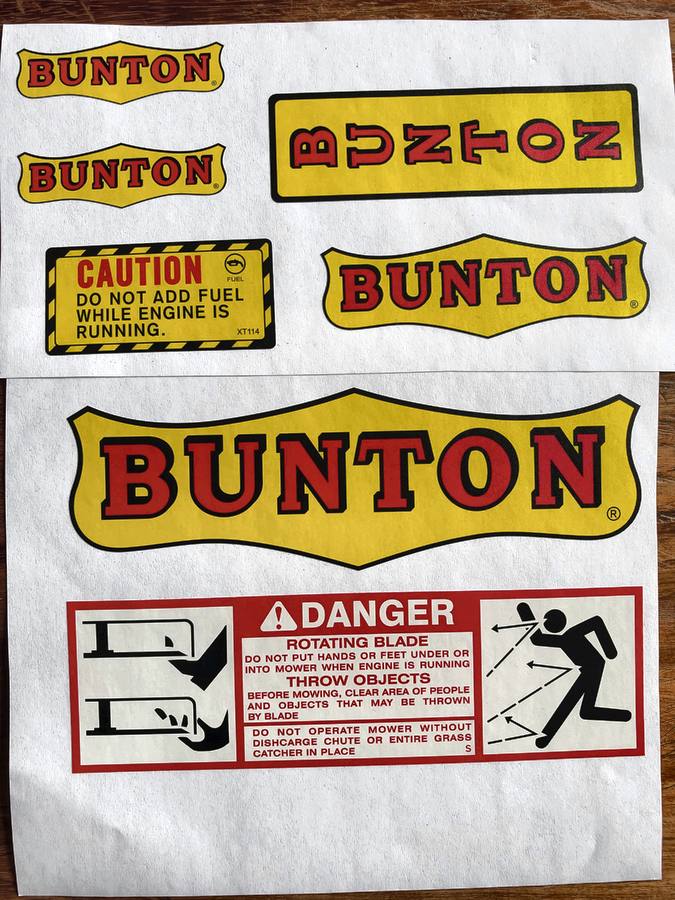 BUNTON®
BUNTON®
BUNTON
CAUTION
FUEL
DO NOT ADD FUEL
WHILE ENGINE IS
RUNNING.
XT114
BUNTON®
BUNTON®
DANGER
ROTATING BLADE
DO NOT PUT HANDS OR FEET UNDER OR
INTO MOWER WHEN ENGINE IS RUNNING
THROW OBJECTS
BEFORE MOWING, CLEAR AREA OF PEOPLE
AND OBJECTS THAT MAY BE THROWN
BY BLADE
DO NOT OPERATE MOWER WITHOUT
DISHCARGE CHUTE OR ENTIRE GRASS
CATCHER IN PLACE
S